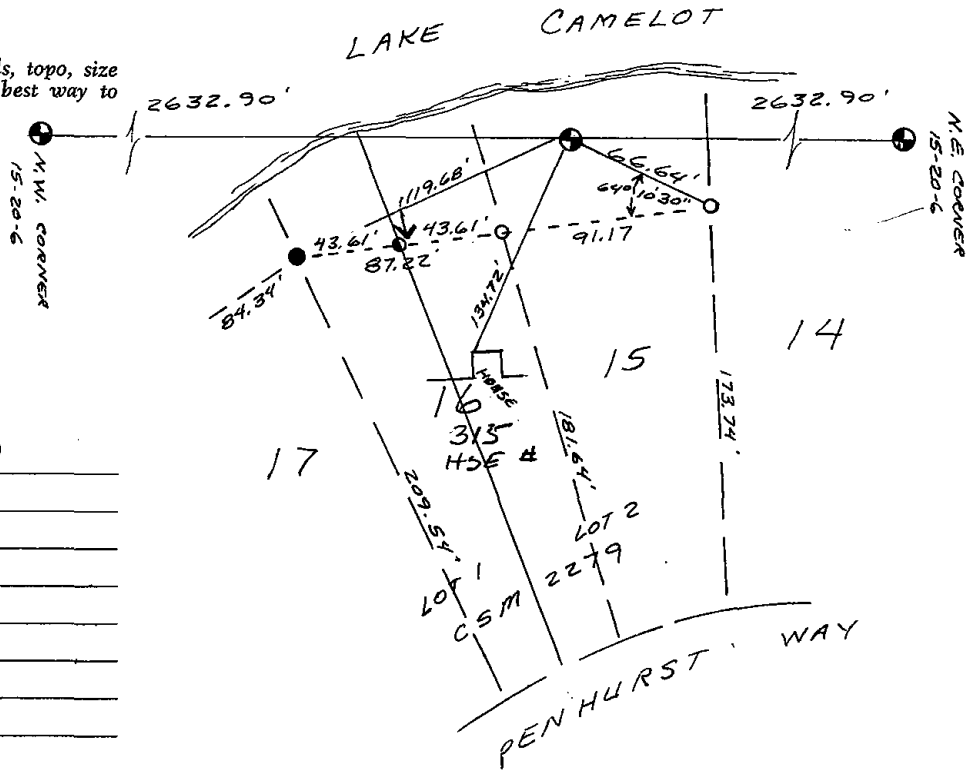 LAKE CAMELOT
ls, topo, size
best way to
2632.90'
2632.90'
N.W. CORNER
15-20-6
N.E. CORNER
15-20-6
119.68'
66.64'
64° 10'30"
43.61'
43.61'
87.22'
91.17
84.34'
134.72'
HOUSE
16
315
HSE #
15
14
17
173.74'
181.64'
209.54'
LOT 1
LOT 2
CSM 2279
PENHURST WAY